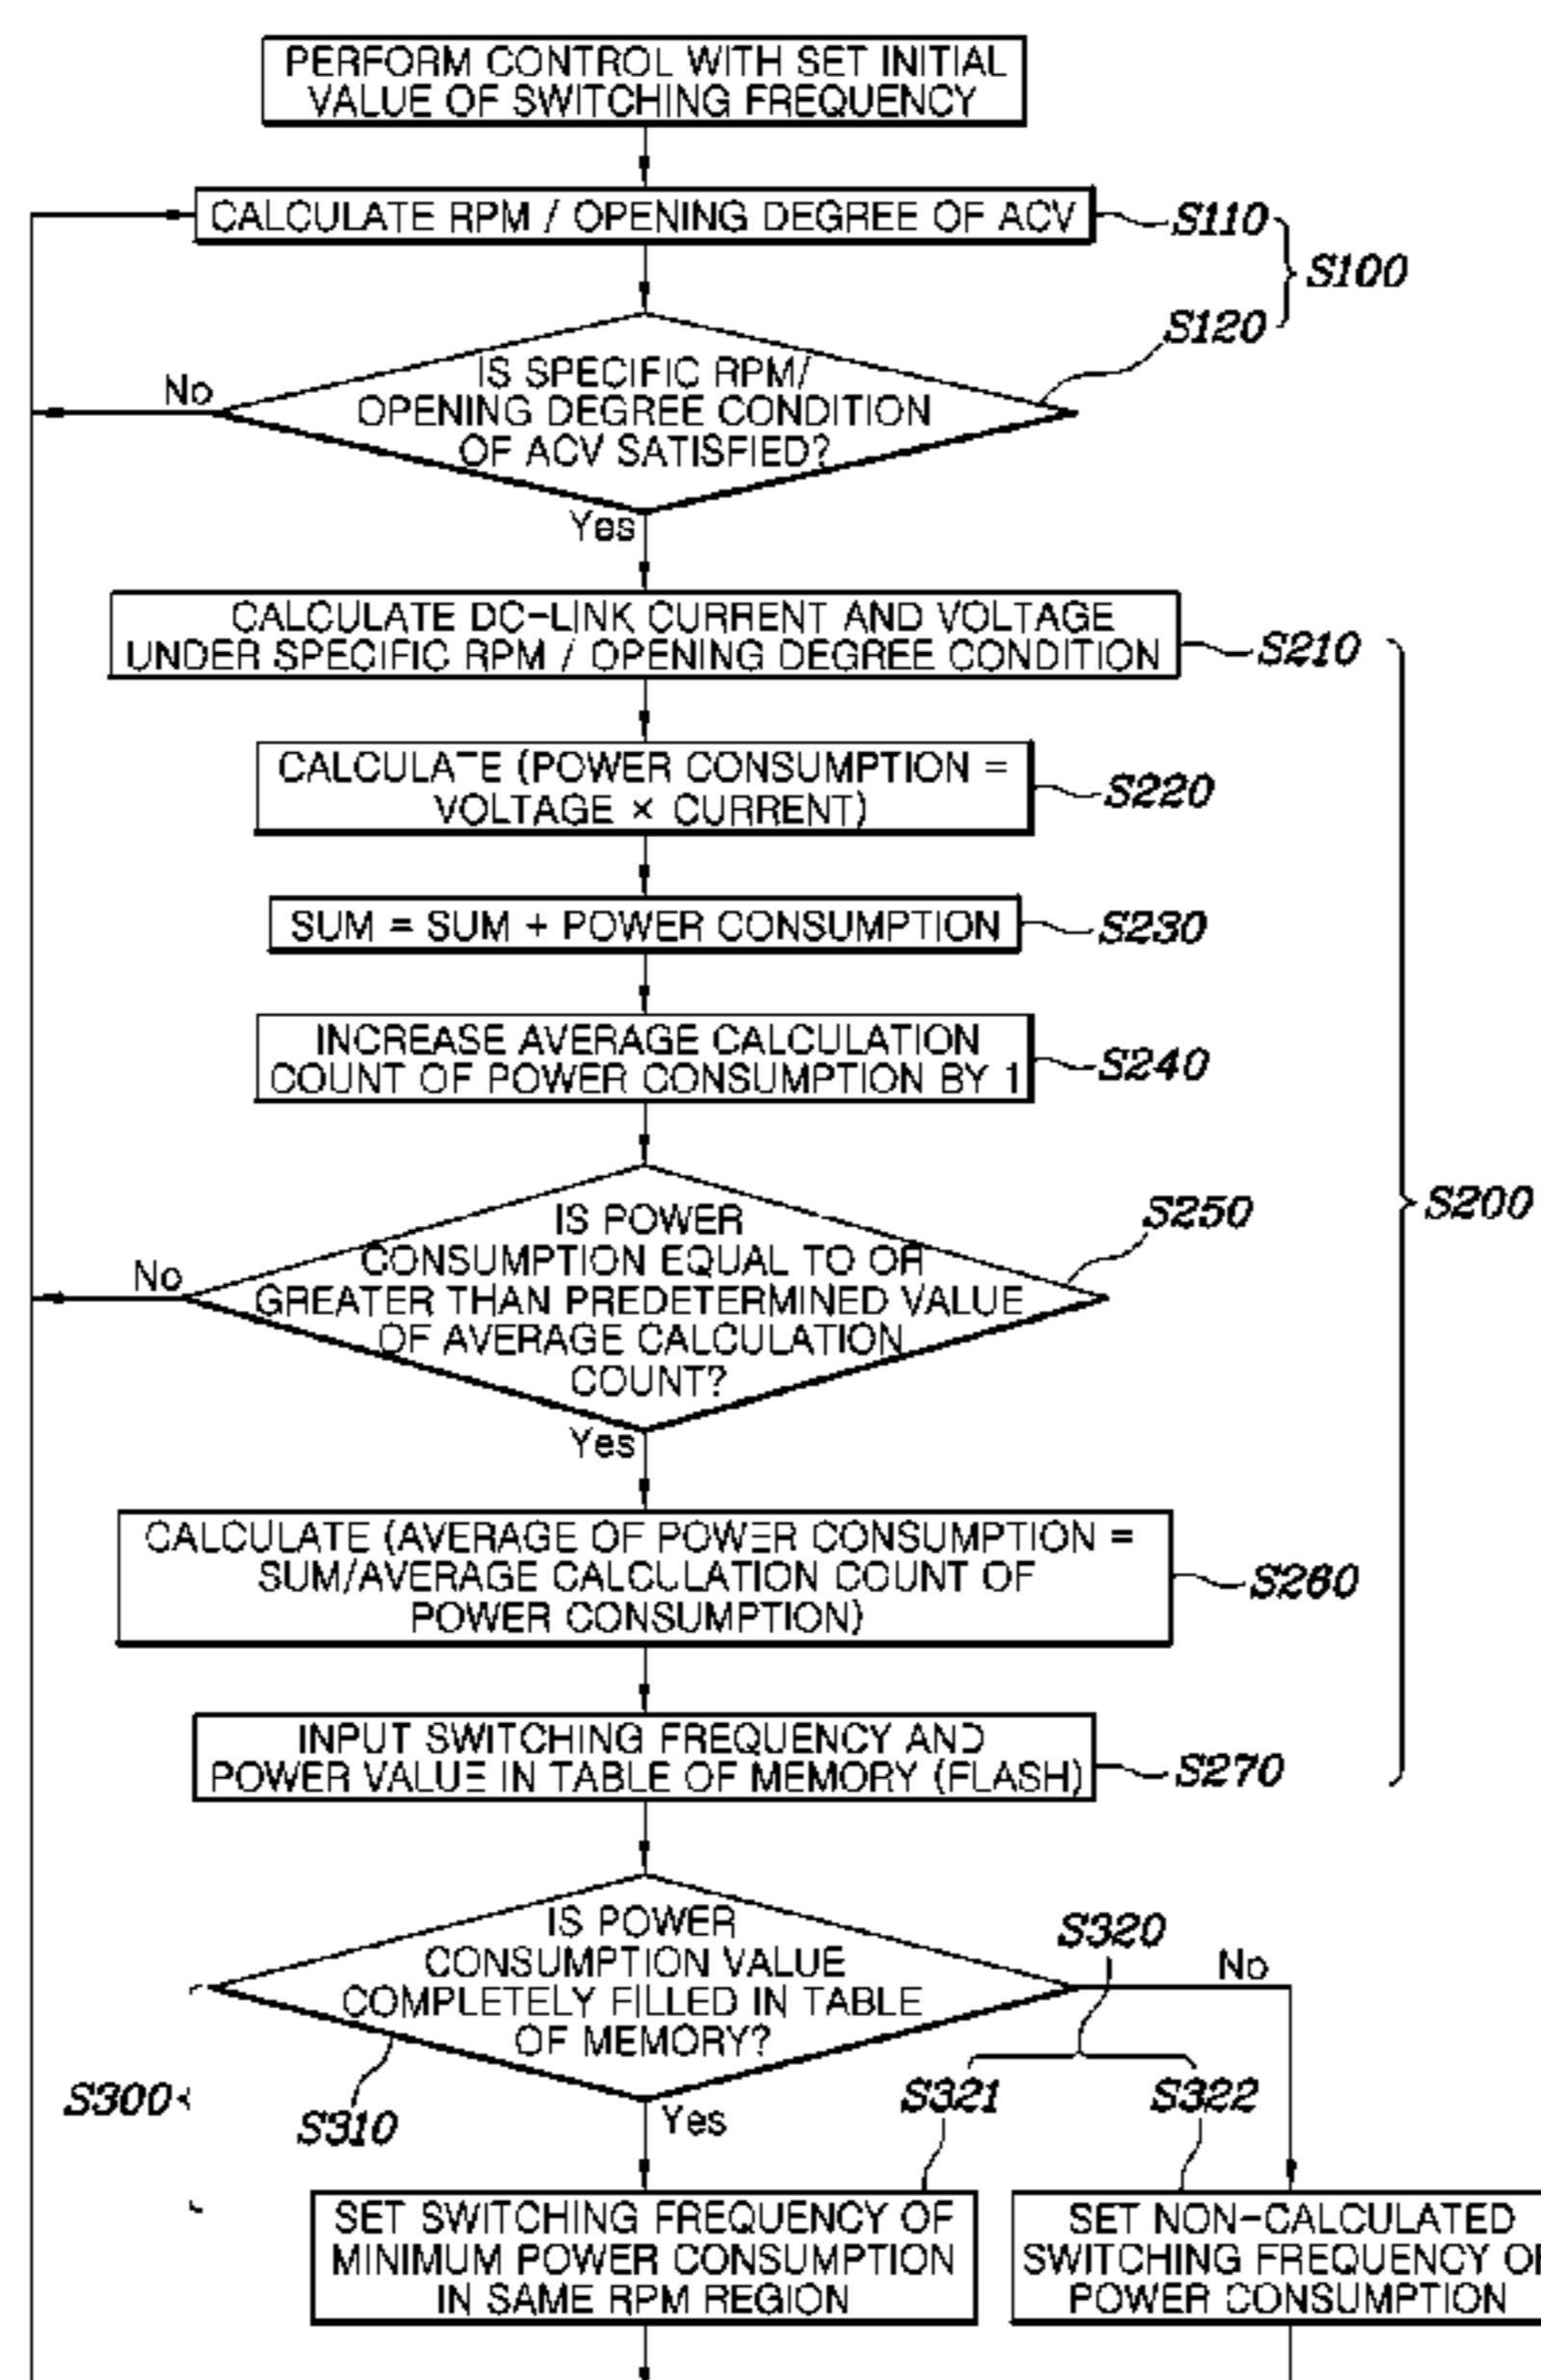 PERFORM CONTROL WITH SET INITIAL
VALUE OF SWITCHING FREQUENCY
CALCULATE RPM / OPENING DEGREE OF ACV
S110
S100
S120
IS SPECIFIC RPM/
OPENING DEGREE CONDITION
OF ACV SATISFIED?
No
Yes
CALCULATE DC-LINK CURRENT AND VOLTAGE
UNDER SPECIFIC RPM / OPENING DEGREE CONDITION
S210
CALCULATE (POWER CONSUMPTION =
VOLTAGE × CURRENT)
S220
SUM = SUM + POWER CONSUMPTION
S230
INCREASE AVERAGE CALCULATION
COUNT OF POWER CONSUMPTION BY 1
S240
IS POWER
CONSUMPTION EQUAL TO OR
GREATER THAN PREDETERMINED VALUE
OF AVERAGE CALCULATION
COUNT?
S250
S200
No
Yes
CALCULATE (AVERAGE OF POWER CONSUMPTION =
SUM/AVERAGE CALCULATION COUNT OF
POWER CONSUMPTION)
S260
INPUT SWITCHING FREQUENCY AND
POWER VALUE IN TABLE OF MEMORY (FLASH)
S270
IS POWER
CONSUMPTION VALUE
COMPLETELY FILLED IN TABLE
OF MEMORY?
S320
No
S300
S310
Yes
S321
S322
SET SWITCHING FREQUENCY OF
MINIMUM POWER CONSUMPTION
IN SAME RPM REGION
SET NON-CALCULATED
SWITCHING FREQUENCY OF
POWER CONSUMPTION